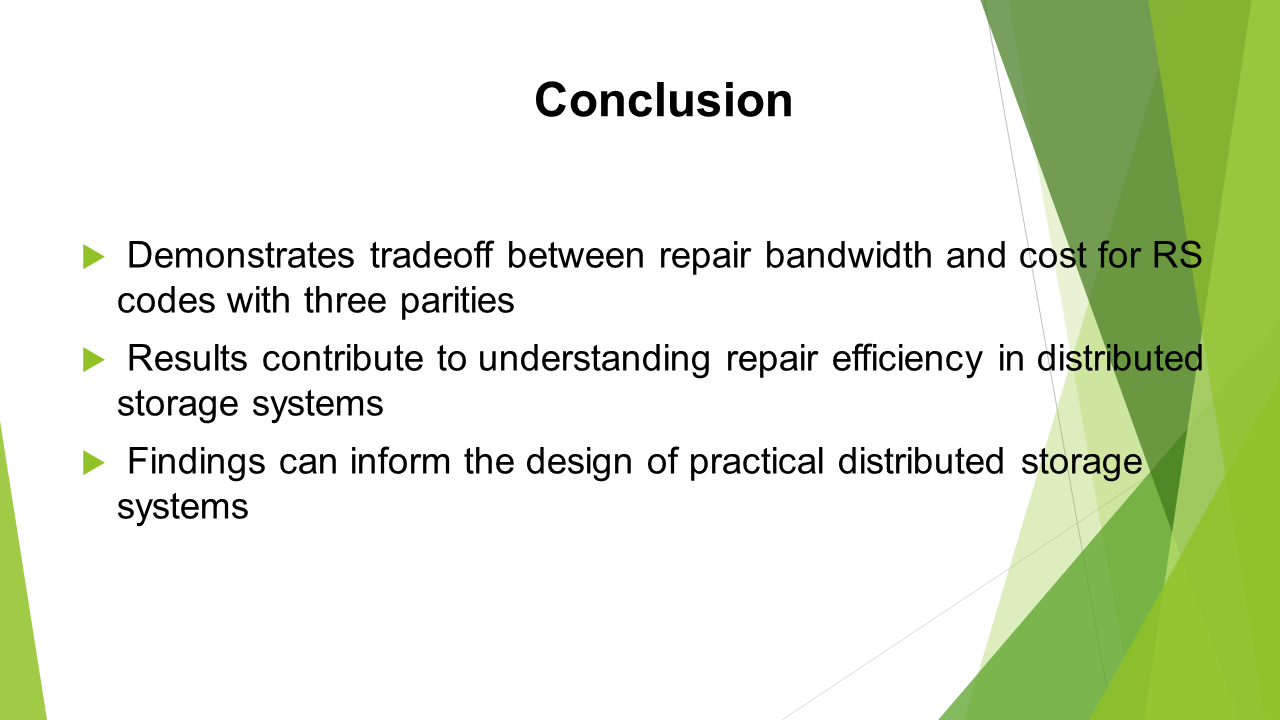 Conclusion
Demonstrates tradeoff between repair bandwidth and cost for RS
codes with three parities
Results contribute to understanding repair efficiency in distributed
storage systems
Findings can inform the design of practical distributed storage
systems